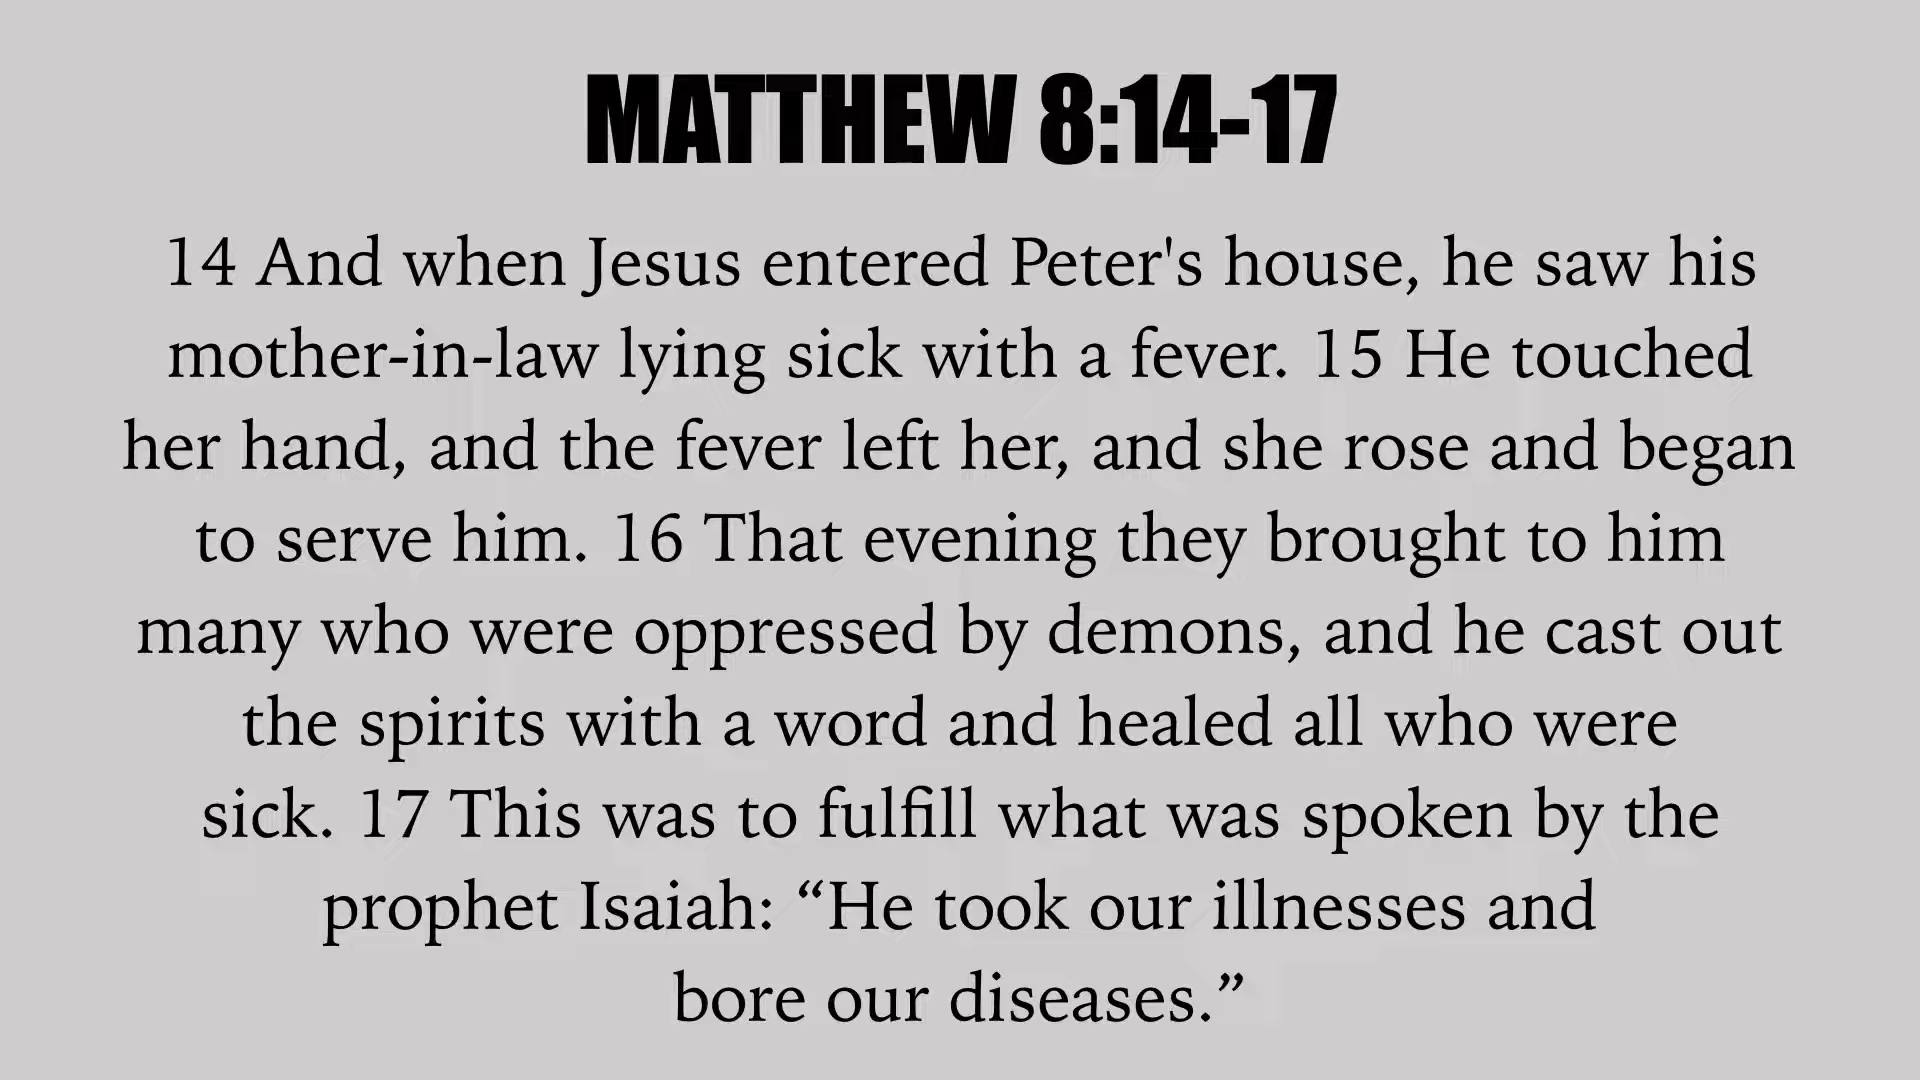 MATTHEW 8:14-17
14 And when Jesus entered Peter's house, he saw his
mother-in-law lying sick with a fever. 15 He touched
her hand, and the fever left her, and she rose and began
to serve him. 16 That evening they brought to him
many who were oppressed by demons, and he cast out
the spirits with a word and healed all who were
sick. 17 This was to fulfill what was spoken by the
prophet Isaiah: “He took our illnesses and
bore our diseases.”